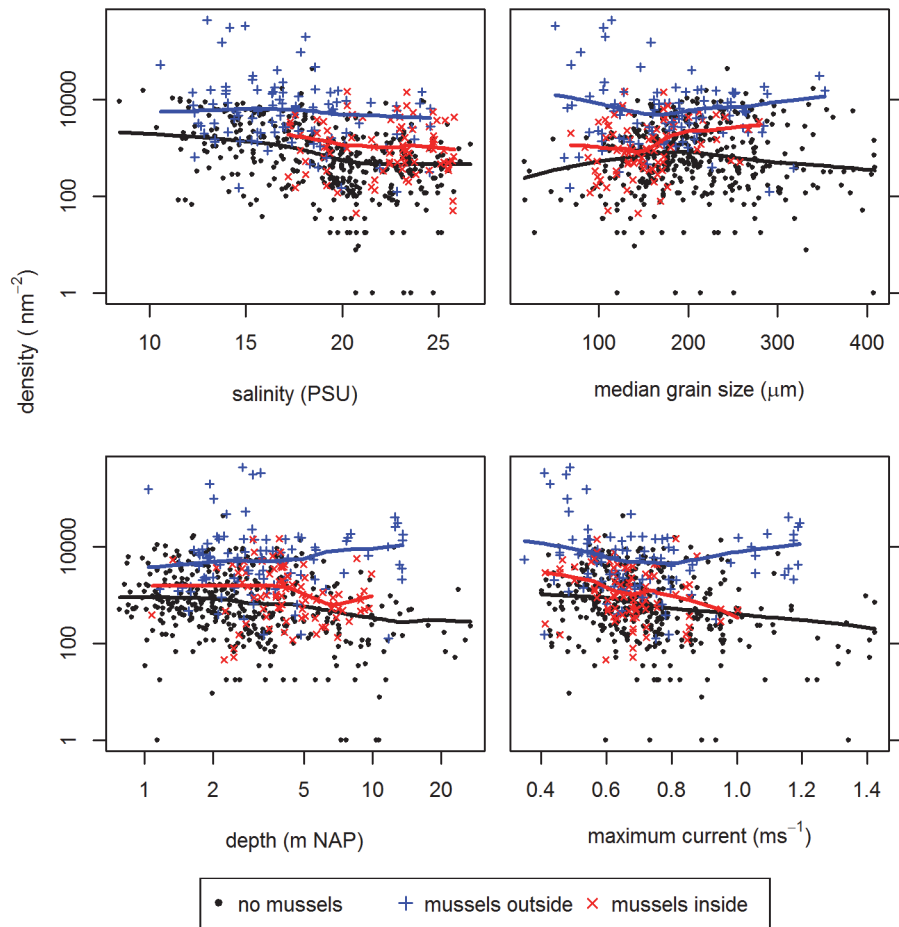 density ( nm⁻²)
10000
100
1
10 15 20 25
salinity (PSU)
100 200 300 400
median grain size (μm)
10000
100
1
1 2 5 10 20
depth (m NAP)
0.4 0.6 0.8 1.0 1.2 1.4
maximum current (ms⁻¹)
no mussels mussels outside mussels inside